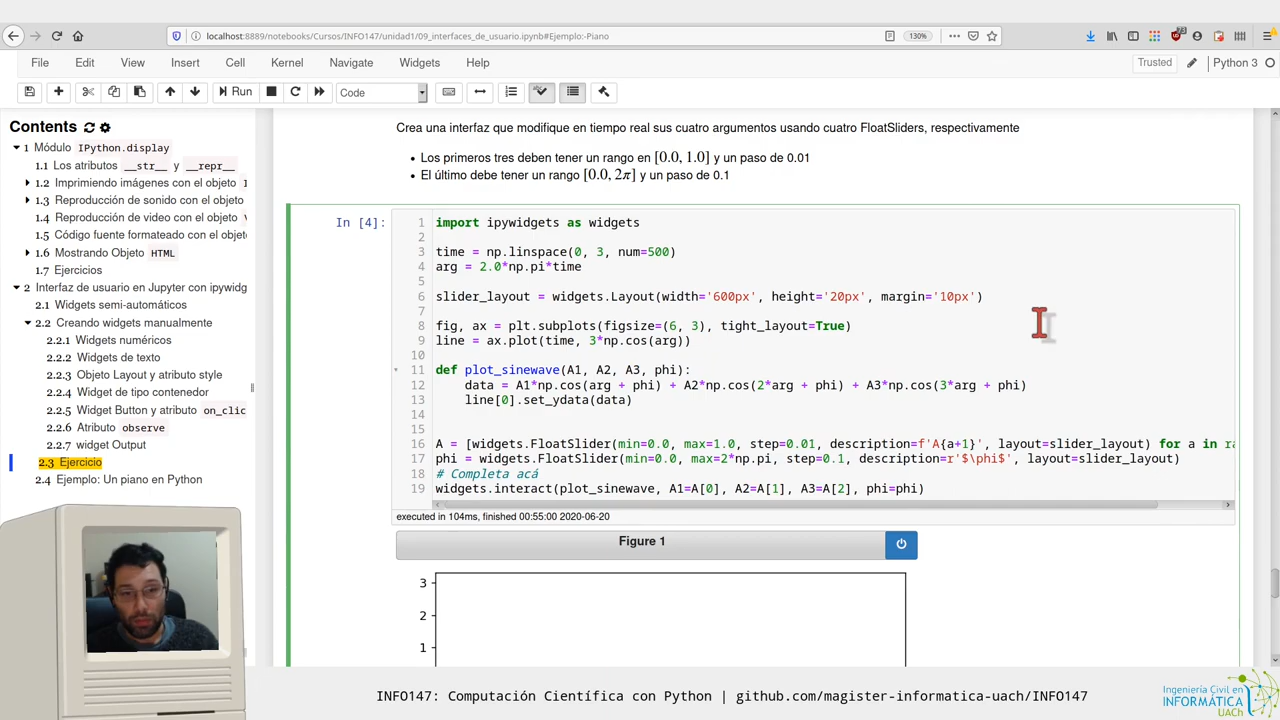 localhost:8889/notebooks/Cursos/INFO147/unidad1/09_interfaces_de_usuario.ipynb#Ejemplo:-Piano
130%
File Edit View Insert Cell Kernel Navigate Widgets Help
Trusted
Python 3
Run
Code
Contents
1 Módulo IPython.display
1.1 Los atributos __str__ y __repr__
1.2 Imprimiendo imágenes con el objeto
1.3 Reproducción de sonido con el objeto
1.4 Reproducción de video con el objeto
1.5 Código fuente formateado con el objet
1.6 Mostrando Objeto HTML
1.7 Ejercicios
2 Interfaz de usuario en Jupyter con ipywidg
2.1 Widgets semi-automáticos
2.2 Creando widgets manualmente
2.2.1 Widgets numéricos
2.2.2 Widgets de texto
2.2.3 Objeto Layout y atributo style
2.2.4 Widget de tipo contenedor
2.2.5 Widget Button y atributo on_clic
2.2.6 Atributo observe
2.2.7 widget Output
2.3 Ejercicio
2.4 Ejemplo: Un piano en Python
Crea una interfaz que modifique en tiempo real sus cuatro argumentos usando cuatro FloatSliders, respectivamente
• Los primeros tres deben tener un rango en [0.0, 1.0] y un paso de 0.01
• El último debe tener un rango [0.0, 2π] y un paso de 0.1
In [4]:
1 import ipywidgets as widgets
2
3 time = np.linspace(0, 3, num=500)
4 arg = 2.0*np.pi*time
5
6 slider_layout = widgets.Layout(width='600px', height='20px', margin='10px')
7
8 fig, ax = plt.subplots(figsize=(6, 3), tight_layout=True)
9 line = ax.plot(time, 3*np.cos(arg))
10
11 def plot_sinewave(A1, A2, A3, phi):
12 data = A1*np.cos(arg + phi) + A2*np.cos(2*arg + phi) + A3*np.cos(3*arg + phi)
13 line[0].set_ydata(data)
14
15
16 A = [widgets.FloatSlider(min=0.0, max=1.0, step=0.01, description=f'A{a+1}', layout=slider_layout) for a in ra
17 phi = widgets.FloatSlider(min=0.0, max=2*np.pi, step=0.1, description=r'$\phi$', layout=slider_layout)
18 # Completa acá
19 widgets.interact(plot_sinewave, A1=A[0], A2=A[1], A3=A[2], phi=phi)
executed in 104ms, finished 00:55:00 2020-06-20
Figure 1
3
2
1
INFO147: Computación Científica con Python | github.com/magister-informatica-uach/INFO147
Ingeniería Civil en
INFORMÁTICA
UACh